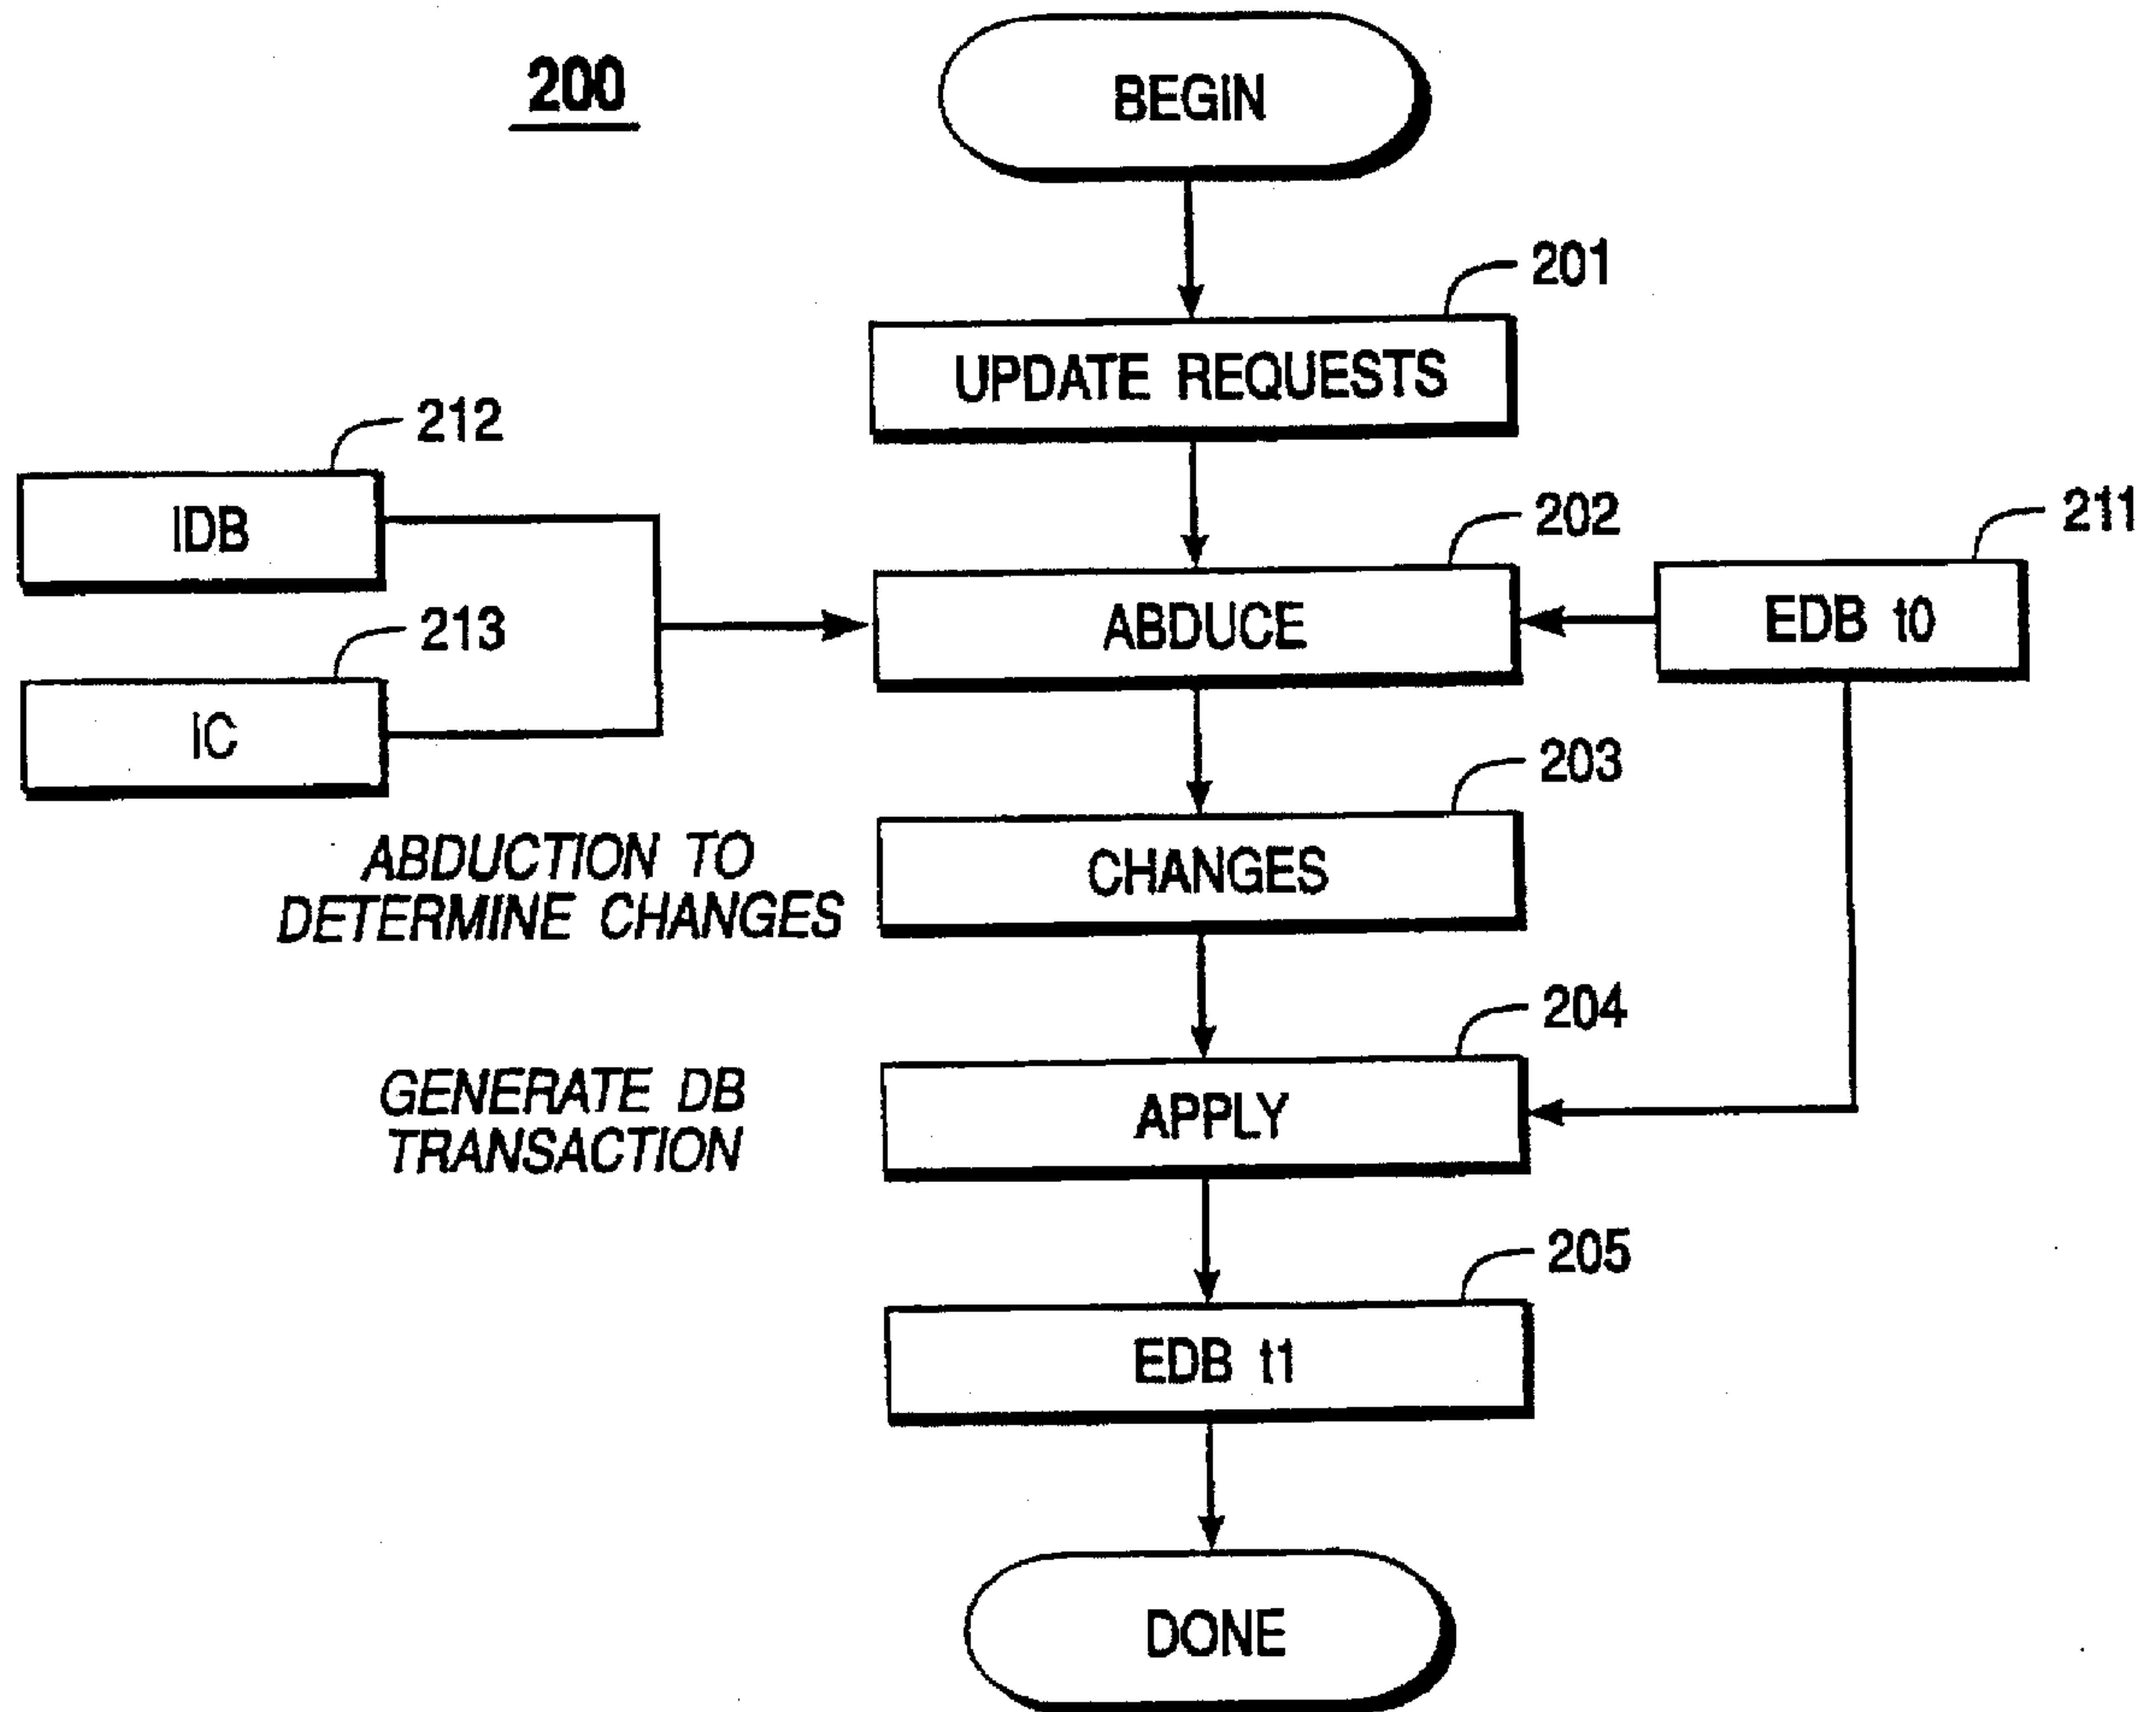 200
BEGIN
201
UPDATE REQUESTS
212
IDB
202
211
ABDUCE
EDB t0
213
IC
203
CHANGES
ABDUCTION TO
DETERMINE CHANGES
204
APPLY
GENERATE DB
TRANSACTION
205
EDB t1
DONE